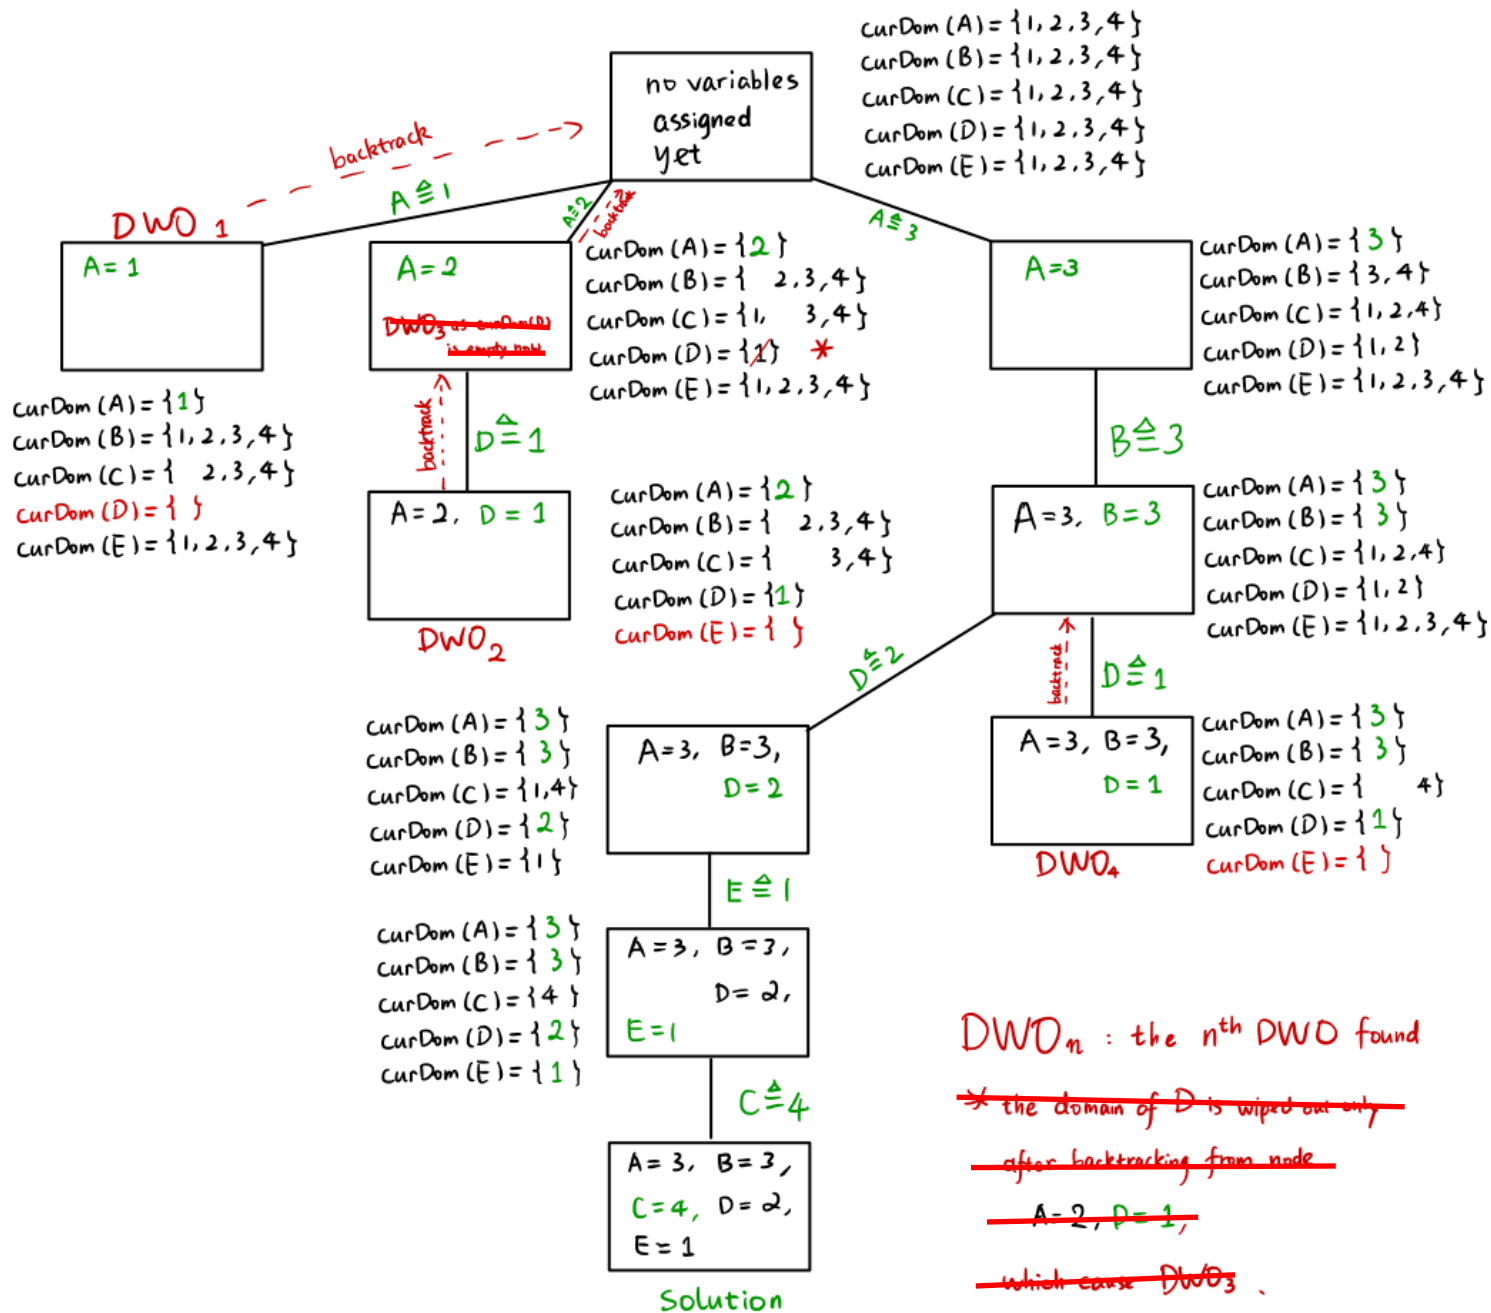 no variables
assigned
yet
curDom (A) = {1, 2, 3, 4}
curDom (B) = {1, 2, 3, 4}
curDom (C) = {1, 2, 3, 4}
curDom (D) = {1, 2, 3, 4}
curDom (E) = {1, 2, 3, 4}
backtrack
A ≙ 1
A ≙ 2
backtrack
A ≙ 3
DWO 1
A = 1
curDom (A) = {1}
curDom (B) = {1, 2, 3, 4}
curDom (C) = { 2, 3, 4}
curDom (D) = { }
curDom (E) = {1, 2, 3, 4}
A = 2
DWO3 as curDom(D)
is empty now
curDom (A) = {2}
curDom (B) = { 2, 3, 4}
curDom (C) = {1, 3, 4}
curDom (D) = {1} *
curDom (E) = {1, 2, 3, 4}
A = 3
curDom (A) = {3}
curDom (B) = {3, 4}
curDom (C) = {1, 2, 4}
curDom (D) = {1, 2}
curDom (E) = {1, 2, 3, 4}
backtrack
D ≙ 1
B ≙ 3
A = 2, D = 1
DWO2
curDom (A) = {2}
curDom (B) = { 2, 3, 4}
curDom (C) = { 3, 4}
curDom (D) = {1}
curDom (E) = { }
A = 3, B = 3
curDom (A) = {3}
curDom (B) = {3}
curDom (C) = {1, 2, 4}
curDom (D) = {1, 2}
curDom (E) = {1, 2, 3, 4}
D ≙ 2
backtrack
D ≙ 1
curDom (A) = {3}
curDom (B) = {3}
curDom (C) = {1, 4}
curDom (D) = {2}
curDom (E) = {1}
A = 3, B = 3,
D = 2
A = 3, B = 3,
D = 1
DWO4
curDom (A) = {3}
curDom (B) = {3}
curDom (C) = { 4}
curDom (D) = {1}
curDom (E) = { }
E ≙ 1
curDom (A) = {3}
curDom (B) = {3}
curDom (C) = {4}
curDom (D) = {2}
curDom (E) = {1}
A = 3, B = 3,
D = 2,
E = 1
C ≙ 4
A = 3, B = 3,
C = 4, D = 2,
E = 1
Solution
DWOn : the nth DWO found
* the domain of D is wiped out only
after backtracking from node
A = 2, D = 1,
which cause DWO3.